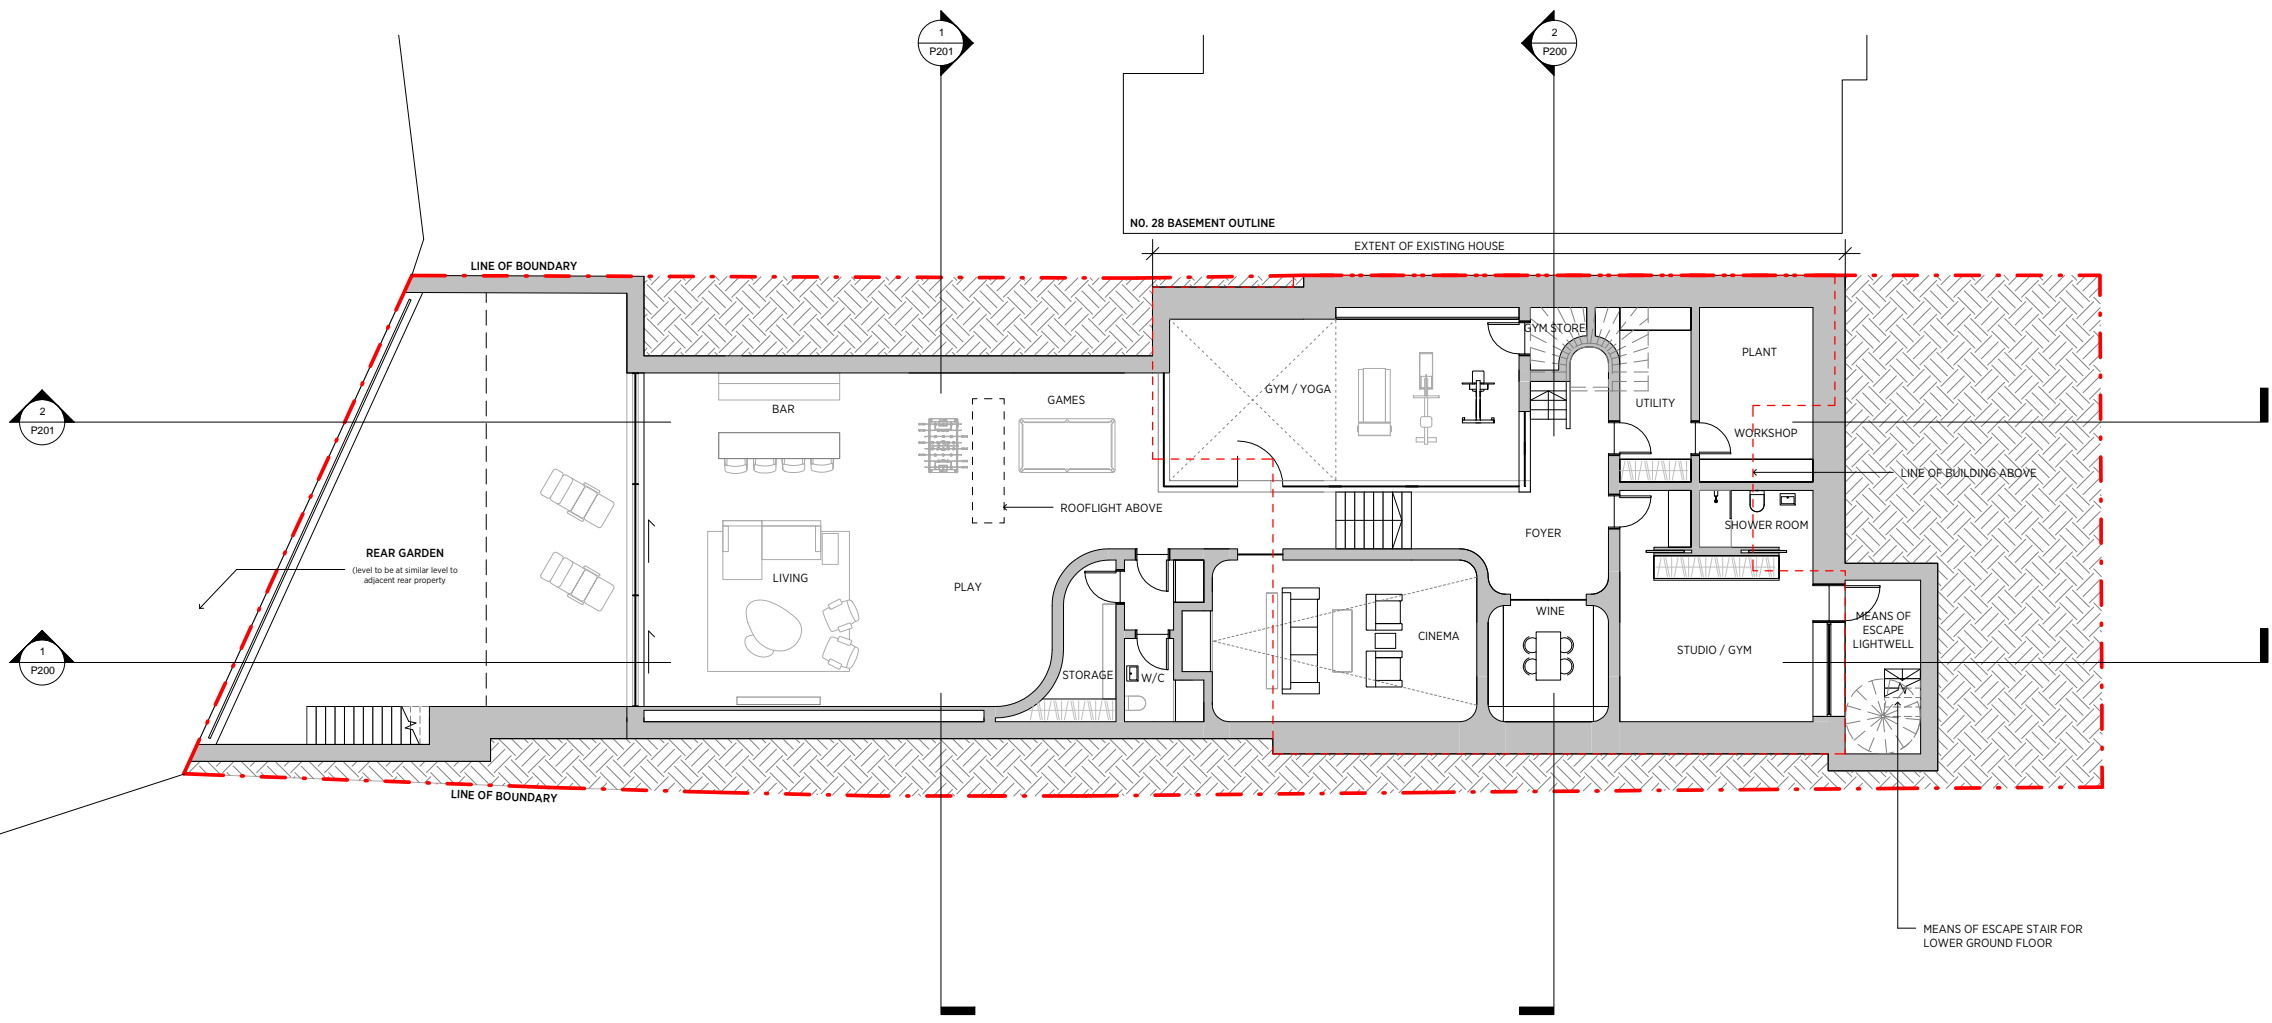 1
P201
2
P200
N0. 28 BASEMENT OUTLINE
EXTENT OF EXISTING HOUSE
LINE OF BOUNDARY
GYM STORE
PLANT
GYM / YOGA
GAMES
BAR
UTILITY
2
P201
WORKSHOP
LINE OF BUILDING ABOVE
ROOFLIGHT ABOVE
SHOWER ROOM
FOYER
REAR GARDEN
(level to be at similar level to
adjacent rear property
LIVING
PLAY
WINE
MEANS OF
ESCAPE
LIGHTWELL
CINEMA
STUDIO / GYM
1
P200
STORAGE
W/C
LINE OF BOUNDARY
MEANS OF ESCAPE STAIR FOR
LOWER GROUND FLOOR